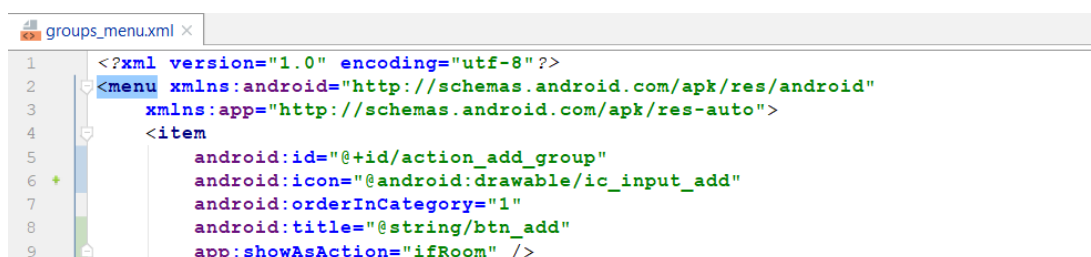 groups_menu.xml
1 <?xml version="1.0" encoding="utf-8"?>
2 <menu xmlns:android="http://schemas.android.com/apk/res/android"
3 xmlns:app="http://schemas.android.com/apk/res-auto">
4 <item
5 android:id="@+id/action_add_group"
6 android:icon="@android:drawable/ic_input_add"
7 android:orderInCategory="1"
8 android:title="@string/btn_add"
9 app:showAsAction="ifRoom" />